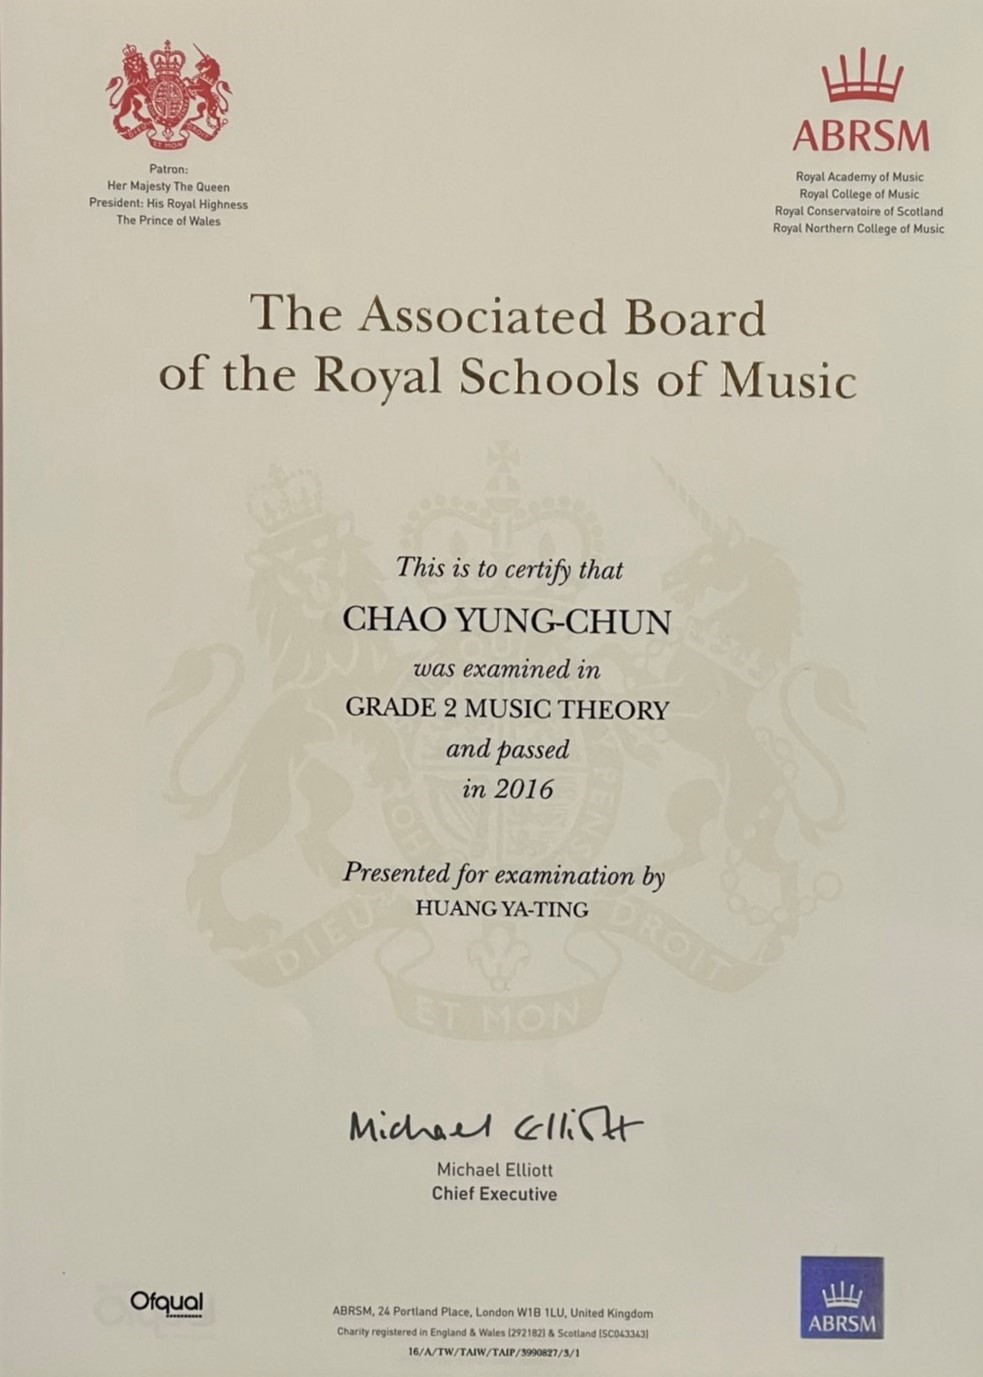 Patron:
Her Majesty The Queen
President: His Royal Highness
The Prince of Wales
ABRSM
Royal Academy of Music
Royal College of Music
Royal Conservatoire of Scotland
Royal Northern College of Music
The Associated Board
of the Royal Schools of Music
This is to certify that
CHAO YUNG-CHUN
was examined in
GRADE 2 MUSIC THEORY
and passed
in 2016
Presented for examination by
HUANG YA-TING
DIEU ET MON DROIT
Michael Elliott
Michael Elliott
Chief Executive
Ofqual
ABRSM, 24 Portland Place, London W1B 1LU, United Kingdom
Charity registered in England & Wales (292182) & Scotland (SC043343)
16/A/TW/TAIW/TAIP/3990827/3/1
ABRSM